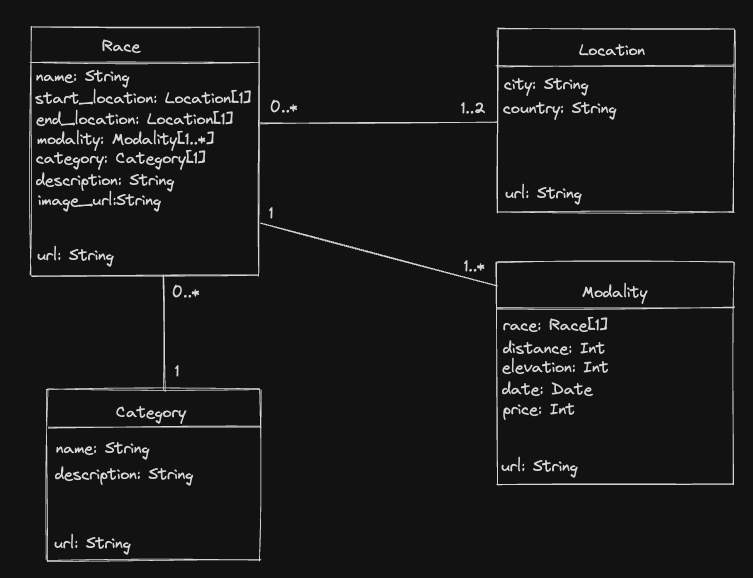 Race
name: String
start_location: Location[1]
end_location: Location[1]
modality: Modality[1..*]
category: Category[1]
description: String
image_url:String
url: String
0..*
1..2
Location
city: String
country: String
url: String
1
1..*
Modality
race: Race[1]
distance: Int
elevation: Int
date: Date
price: Int
url: String
0..*
1
Category
name: String
description: String
url: String